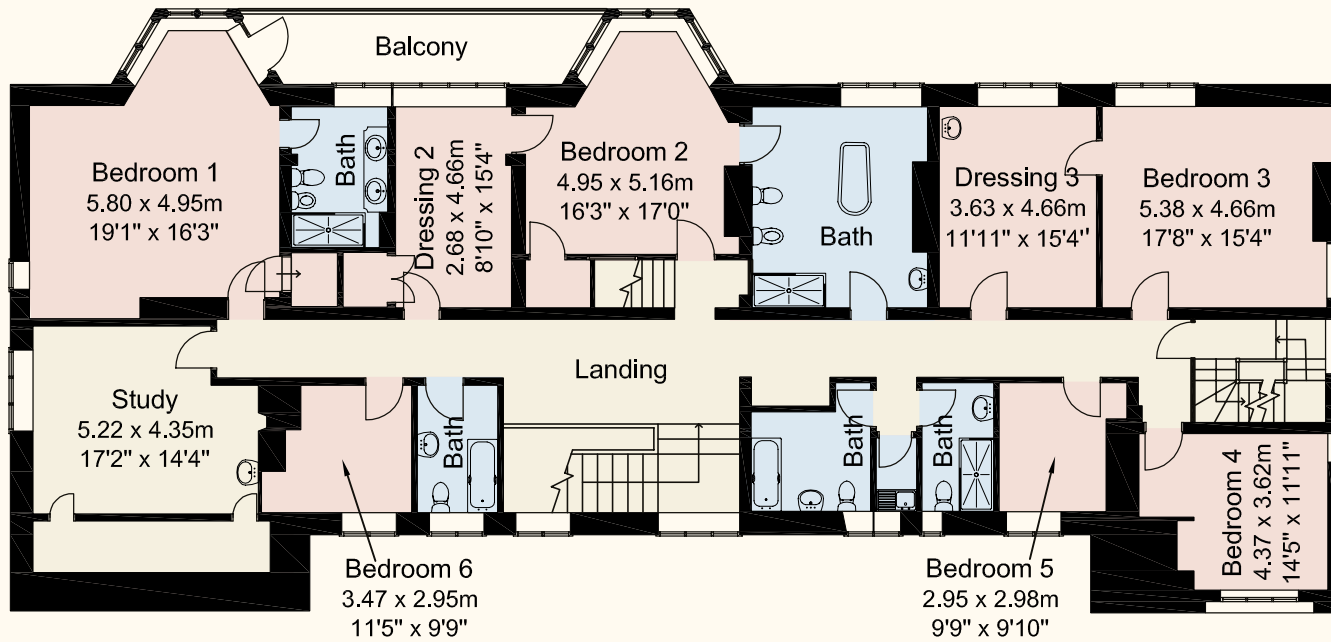 Balcony
Bedroom 1
5.80 x 4.95m
19'1" x 16'3"
Bath
Dressing 2
2.68 x 4.66m
8'10" x 15'4"
Bedroom 2
4.95 x 5.16m
16'3" x 17'0"
Bath
Dressing 3
3.63 x 4.66m
11'11" x 15'4"
Bedroom 3
5.38 x 4.66m
17'8" x 15'4"
Landing
Study
5.22 x 4.35m
17'2" x 14'4"
Bath
Bath
Bath
Bedroom 4
4.37 x 3.62m
14'5" x 11'11"
Bedroom 6
3.47 x 2.95m
11'5" x 9'9"
Bedroom 5
2.95 x 2.98m
9'9" x 9'10"